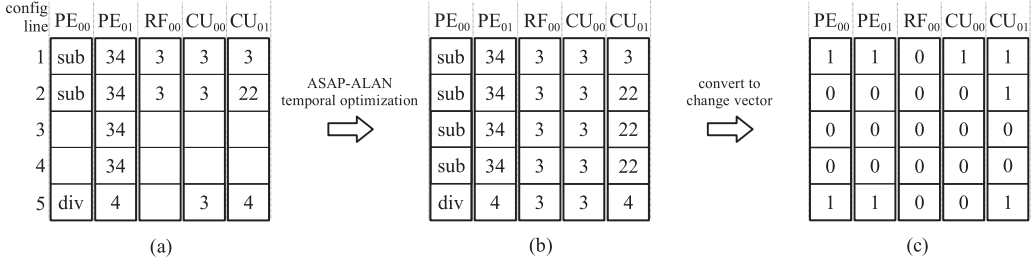 config line PE₀₀ PE₀₁ RF₀₀ CU₀₀ CU₀₁
1 sub 34 3 3 3
2 sub 34 3 3 22
3 34
4 34
5 div 4 3 4
(a)
ASAP-ALAN
temporal optimization
PE₀₀ PE₀₁ RF₀₀ CU₀₀ CU₀₁
sub 34 3 3 3
sub 34 3 3 22
sub 34 3 3 22
sub 34 3 3 22
div 4 3 3 4
(b)
convert to
change vector
PE₀₀ PE₀₁ RF₀₀ CU₀₀ CU₀₁
1 1 0 1 1
0 0 0 0 1
0 0 0 0 0
0 0 0 0 0
1 1 0 0 1
(c)